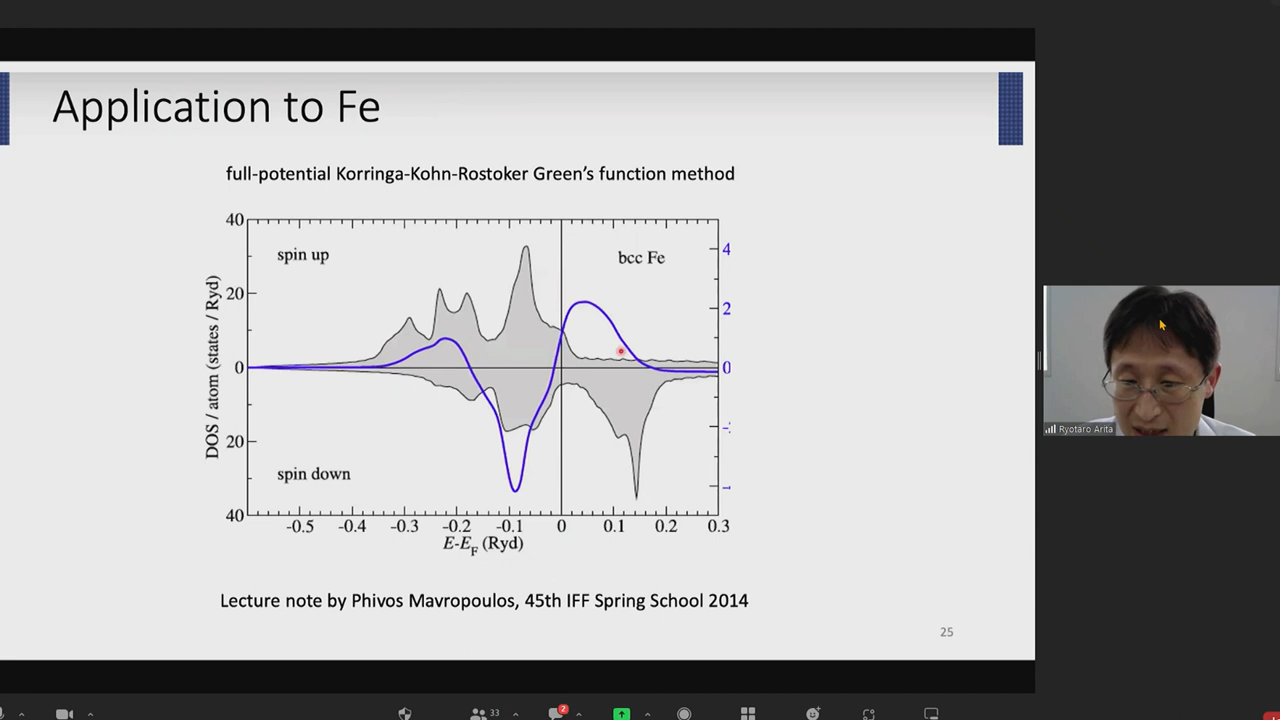 Application to Fe
full-potential Korringa-Kohn-Rostoker Green's function method
40
20
0
20
40
DOS / atom (states / Ryd)
spin up
bcc Fe
spin down
4
2
0
-0.5 -0.4 -0.3 -0.2 -0.1 0 0.1 0.2 0.3
E-EF (Ryd)
Lecture note by Phivos Mavropoulos, 45th IFF Spring School 2014
25
Ryotaro Arita
33
2